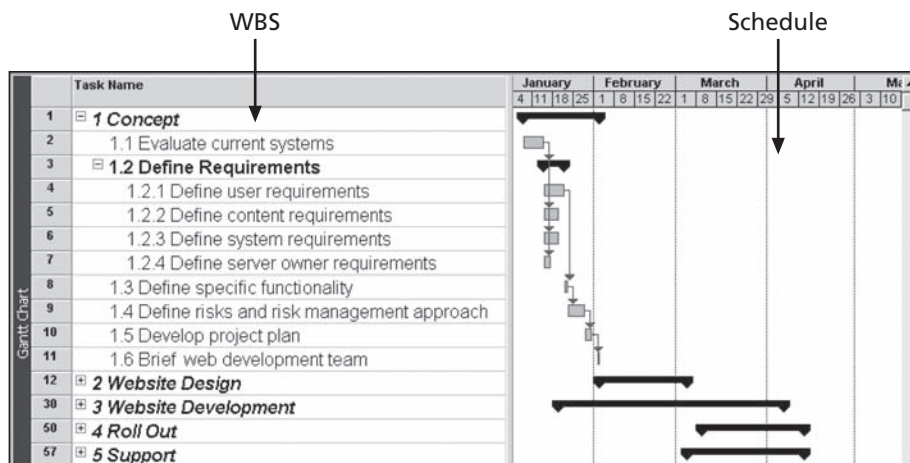 WBS Schedule
Task Name January February March April
4 11 18 25 1 8 15 22 1 8 15 22 29 5 12 19 26 3 10
1 1 Concept
2 1.1 Evaluate current systems
3 1.2 Define Requirements
4 1.2.1 Define user requirements
5 1.2.2 Define content requirements
6 1.2.3 Define system requirements
7 1.2.4 Define server owner requirements
8 1.3 Define specific functionality
9 1.4 Define risks and risk management approach
10 1.5 Develop project plan
11 1.6 Brief web development team
12 2 Website Design
30 3 Website Development
50 4 Roll Out
57 5 Support
Gantt Chart